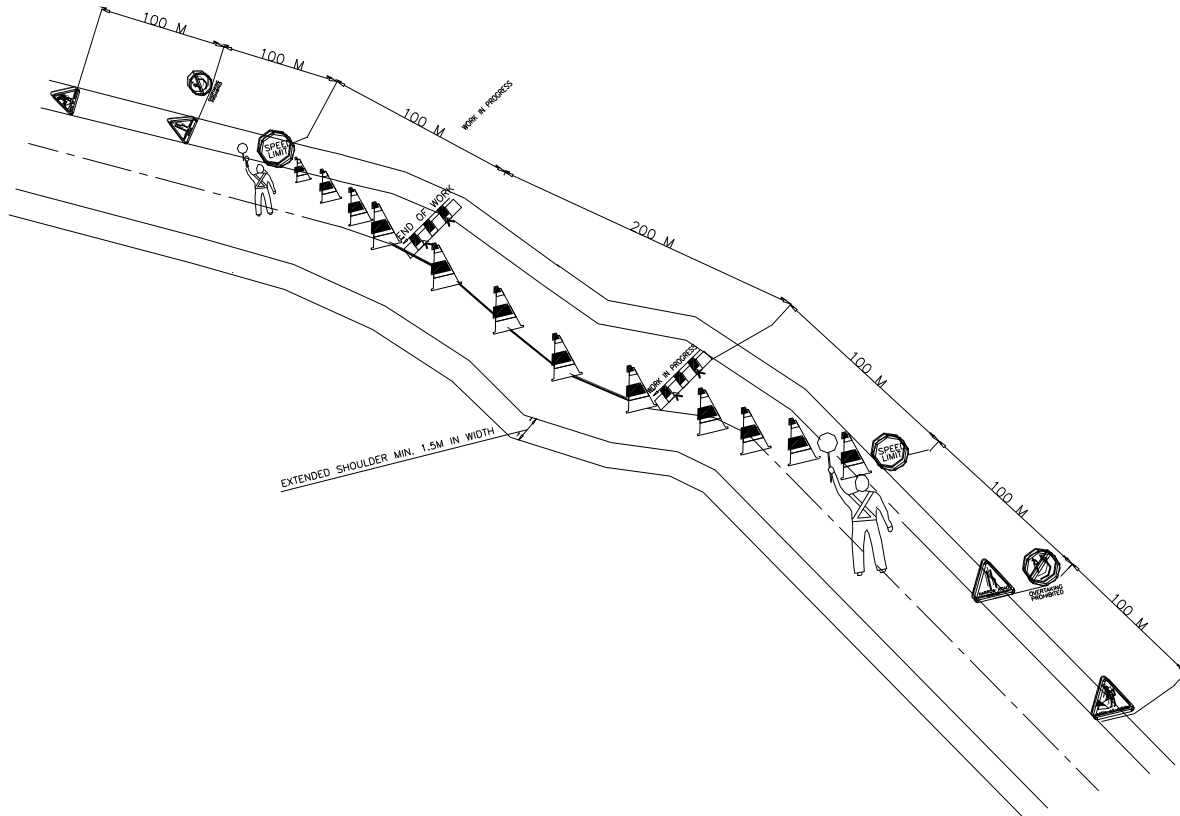 100 M
100 M
100 M
WORK IN PROGRESS
SPEED
LIMIT
END OF WORK
200 M
WORK IN PROGRESS
100 M
EXTENDED SHOULDER MIN. 1.5M IN WIDTH
SPEED
LIMIT
100 M
OVERTAKING
PROHIBITED
100 M